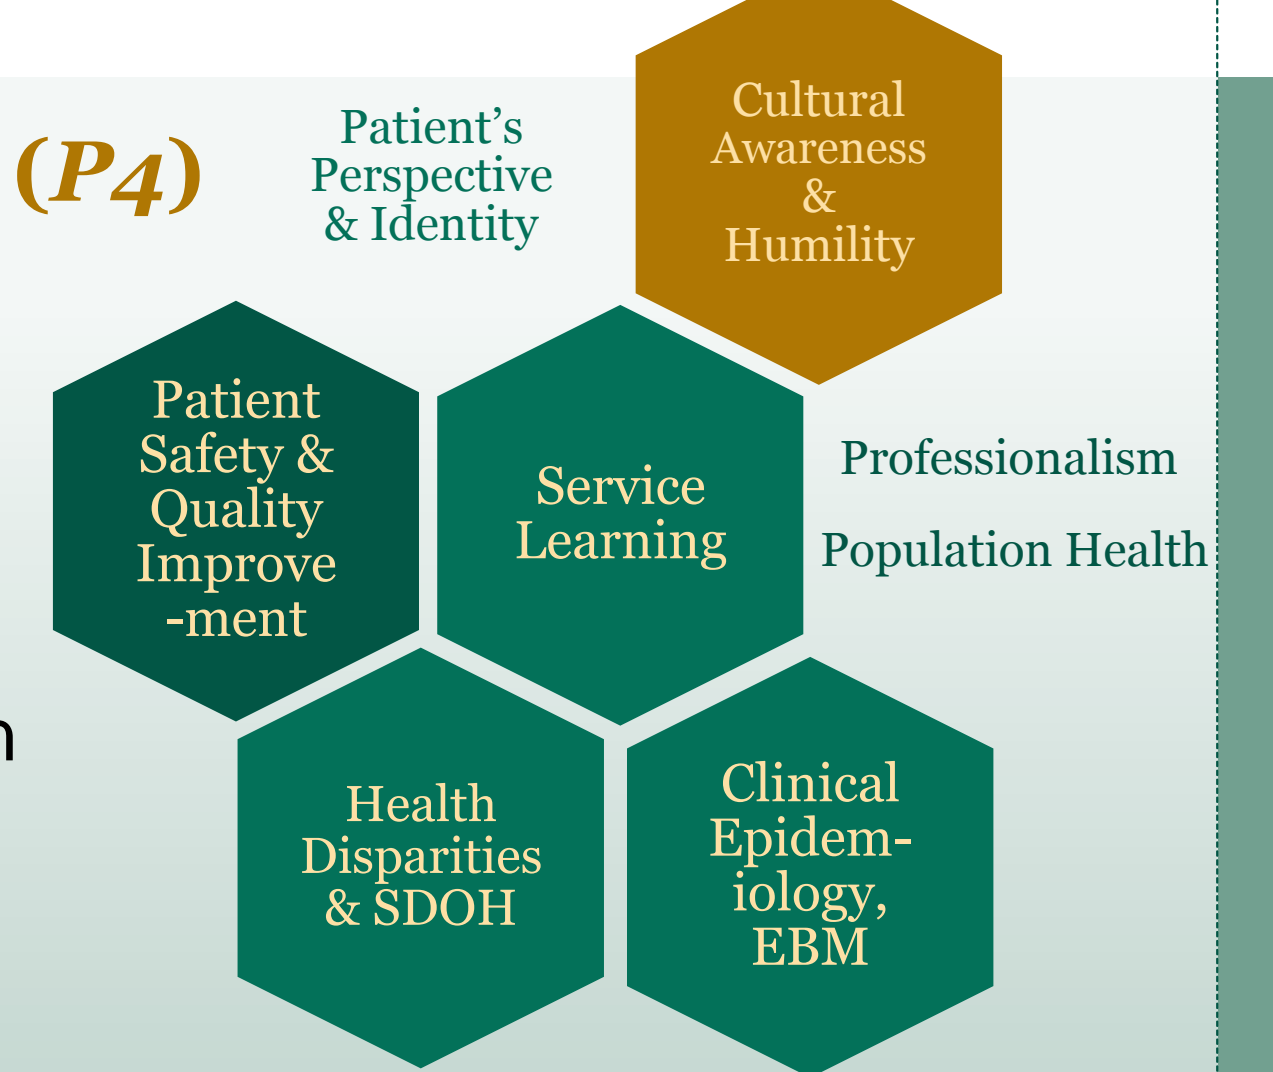 (P4)
Patient’s
Perspective
& Identity
Cultural
Awareness
&
Humility
Patient
Safety &
Quality
Improve
-ment
Service
Learning
Professionalism
Population Health
Health
Disparities
& SDOH
Clinical
Epidem-
iology,
EBM